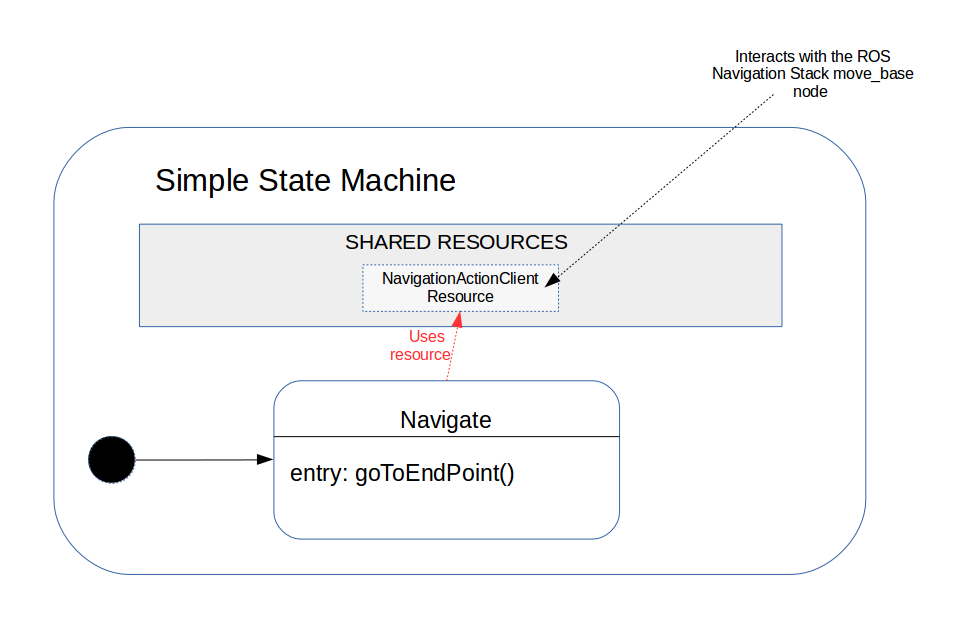 Interacts with the ROS
Navigation Stack move_base
node
Simple State Machine
SHARED RESOURCES
NavigationActionClient
Resource
Uses
resource
Navigate
entry: goToEndPoint()